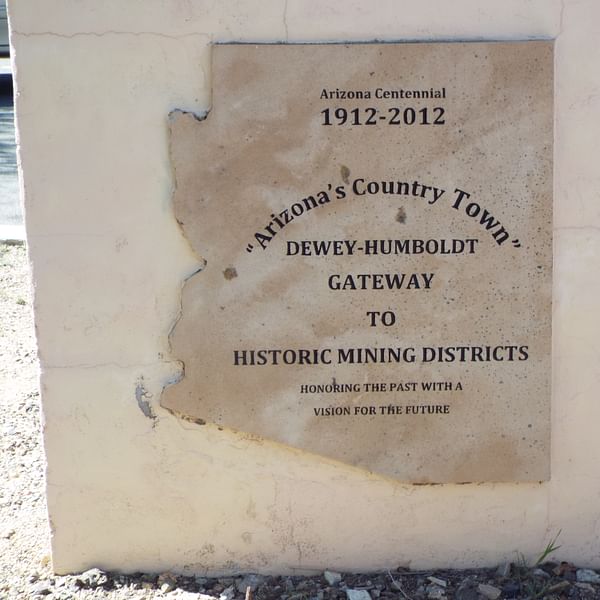 Arizona Centennial
1912-2012
“Arizona’s Country Town”
DEWEY-HUMBOLDT
GATEWAY
TO
HISTORIC MINING DISTRICTS
HONORING THE PAST WITH A
VISION FOR THE FUTURE